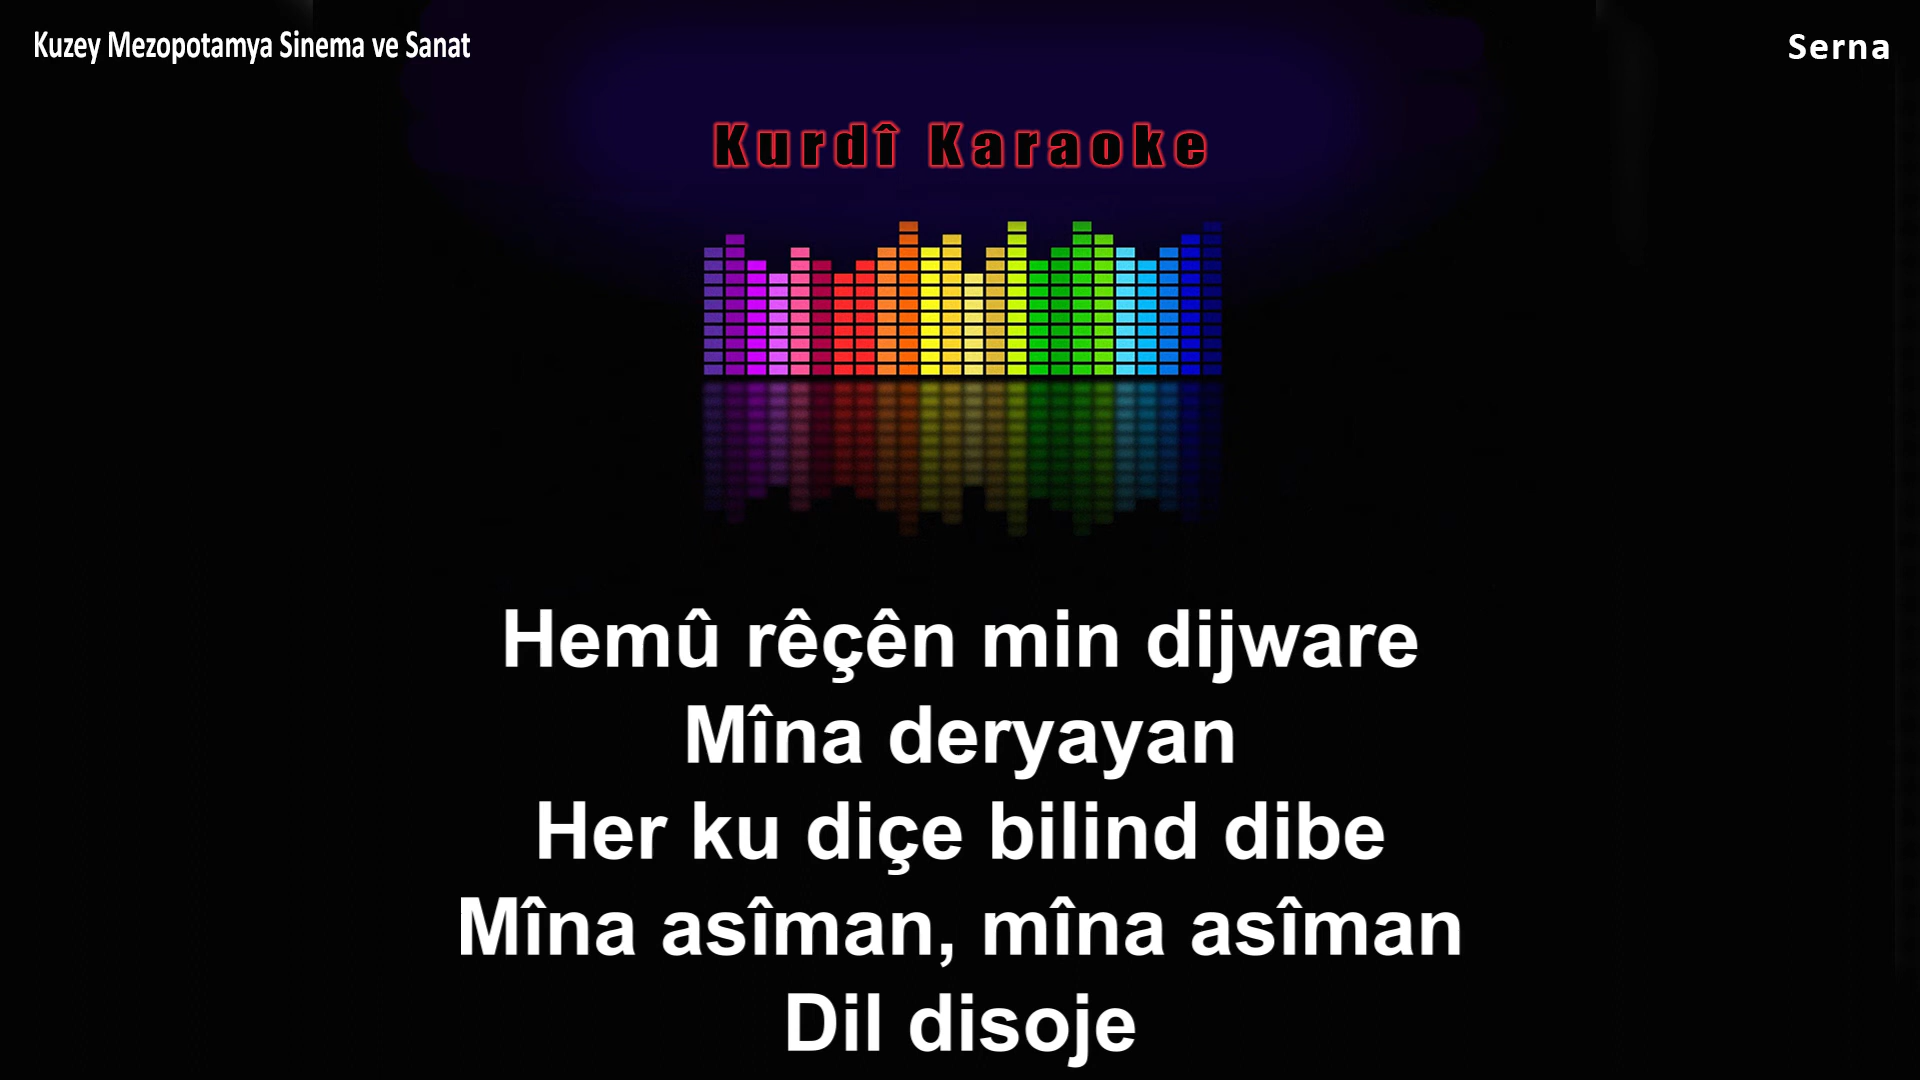 Kuzey Mezopotamya Sinema ve Sanat
Serna
Kurdî Karaoke
Hemû rêçên min dijware
Mîna deryayan
Her ku diçe bilind dibe
Mîna asîman, mîna asîman
Dil disoje